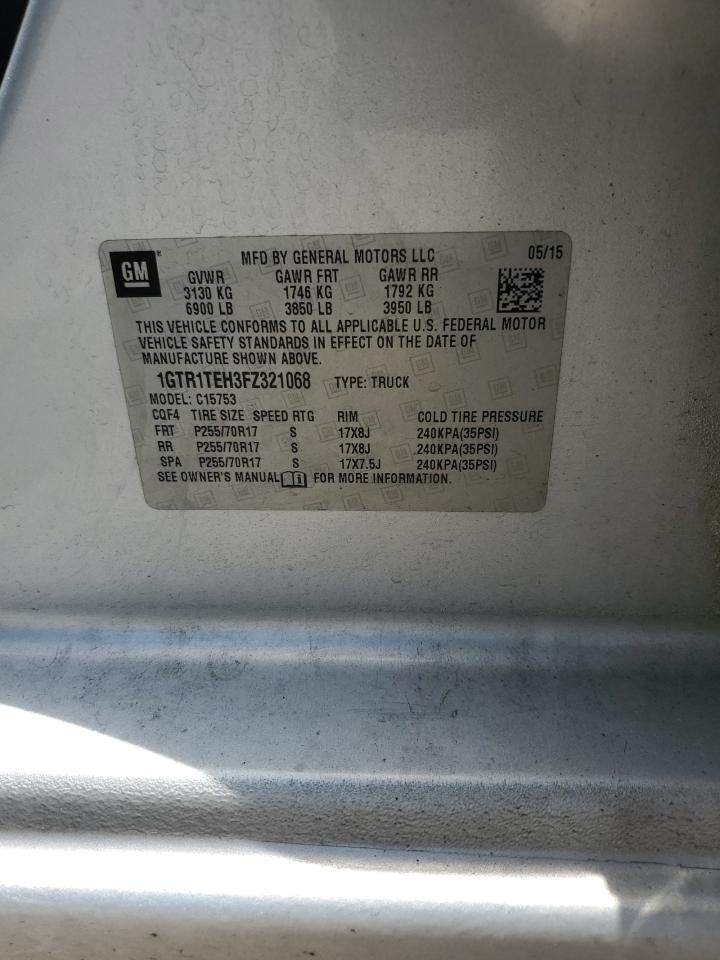 GM ® MFD BY GENERAL MOTORS LLC 05/15
GVWR GAWR FRT GAWR RR
3130 KG 1746 KG 1792 KG
6900 LB 3850 LB 3950 LB
THIS VEHICLE CONFORMS TO ALL APPLICABLE U.S. FEDERAL MOTOR
VEHICLE SAFETY STANDARDS IN EFFECT ON THE DATE OF
MANUFACTURE SHOWN ABOVE.
1GTR1TEH3FZ321068 TYPE: TRUCK
MODEL: C15753
CQF4 TIRE SIZE SPEED RTG RIM COLD TIRE PRESSURE
FRT P255/70R17 S 17X8J 240KPA(35PSI)
RR P255/70R17 S 17X8J 240KPA(35PSI)
SPA P255/70R17 S 17X7.5J 240KPA(35PSI)
SEE OWNER'S MANUAL FOR MORE INFORMATION.